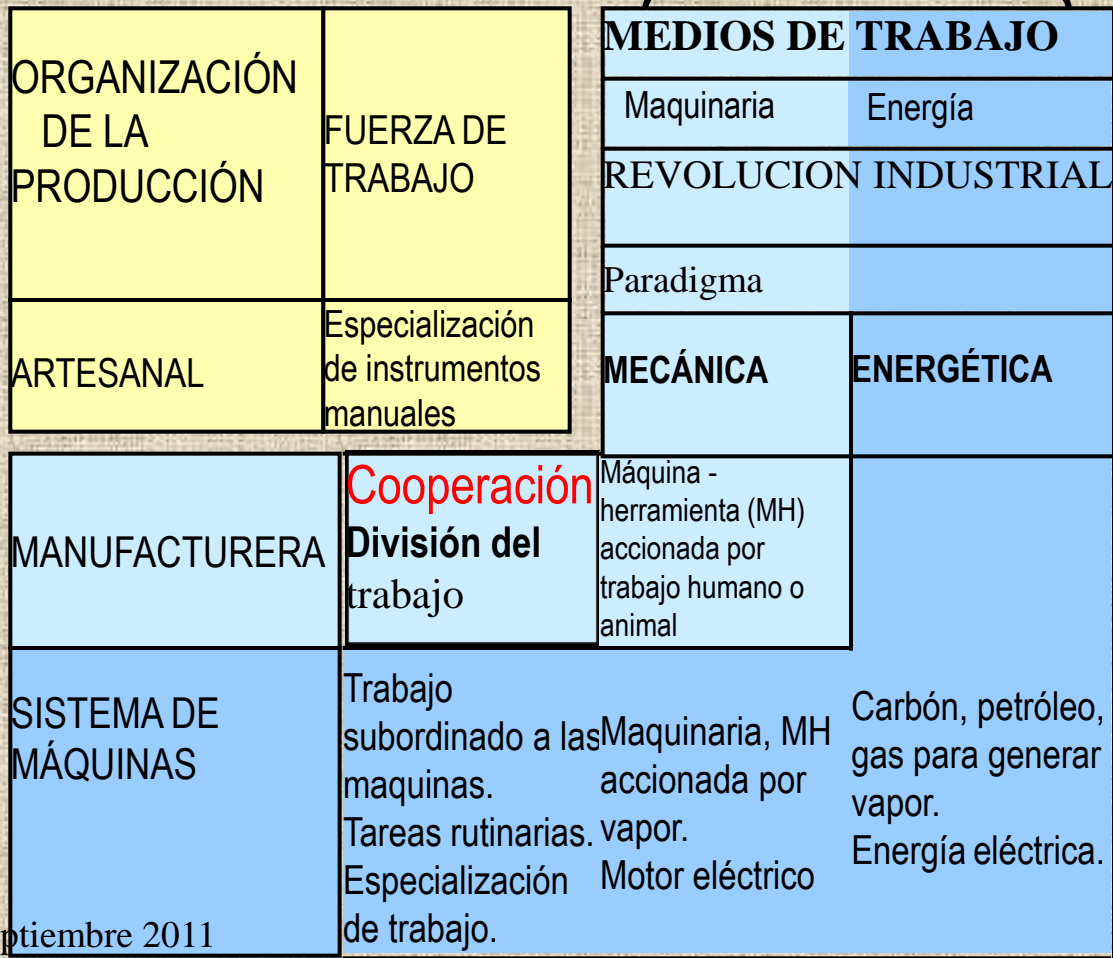 ORGANIZACIÓN
DE LA
PRODUCCIÓN
FUERZA DE
TRABAJO
MEDIOS DE TRABAJO
Maquinaria Energía
REVOLUCION INDUSTRIAL
Paradigma
ARTESANAL
Especialización
de instrumentos
manuales
MECÁNICA
ENERGÉTICA
MANUFACTURERA
Cooperación
División del
trabajo
Máquina -
herramienta (MH)
accionada por
trabajo humano o
animal
SISTEMA DE
MÁQUINAS
Trabajo
subordinado a las
maquinas.
Tareas rutinarias.
Especialización
de trabajo.
Maquinaria, MH
accionada por
vapor.
Motor eléctrico
Carbón, petróleo,
gas para generar
vapor.
Energía eléctrica.
ptiembre 2011